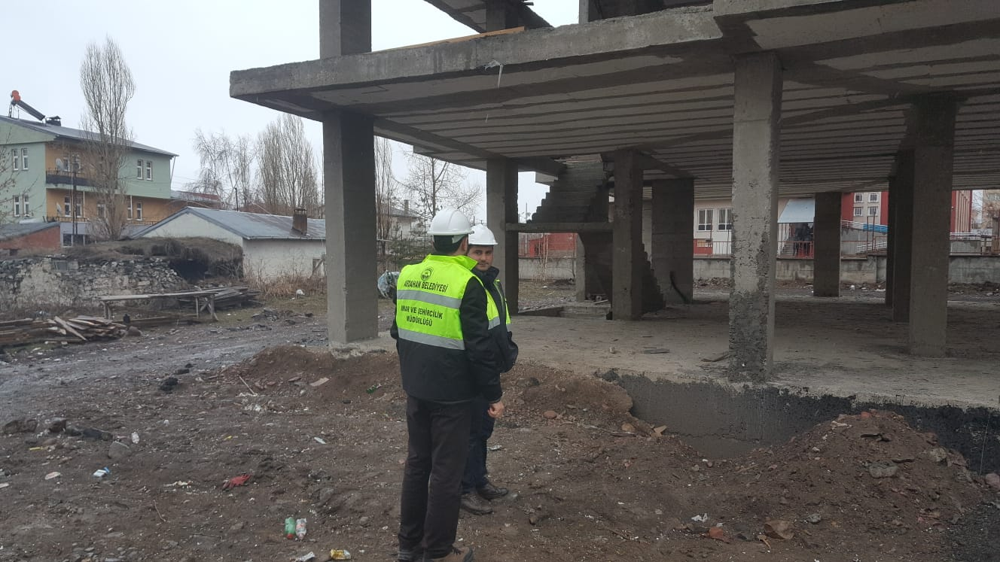 ARDAHAN BELEDİYESİ
İMAR VE ŞEHİRCİLİK
MÜDÜRLÜĞÜ